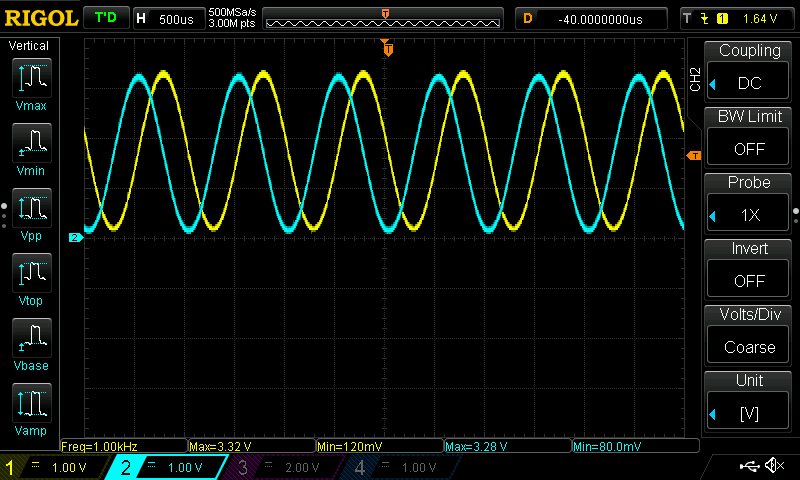 RIGOL T'D H 500us 500MSa/s 3.00M pts D -40.0000000us T 1 1.64 V
T
Vertical
Vmax
Vmin
Vpp
Vtop
Vbase
Vamp
T
T
2
CH2
Coupling
DC
BW Limit
OFF
Probe
1X
Invert
OFF
Volts/Div
Coarse
Unit
[V]
Freq=1.00kHz Max=3.32 V Min=120mV Max=3.28 V Min=80.0mV
1 1.00 V 2 1.00 V 3 2.00 V 4 1.00 V